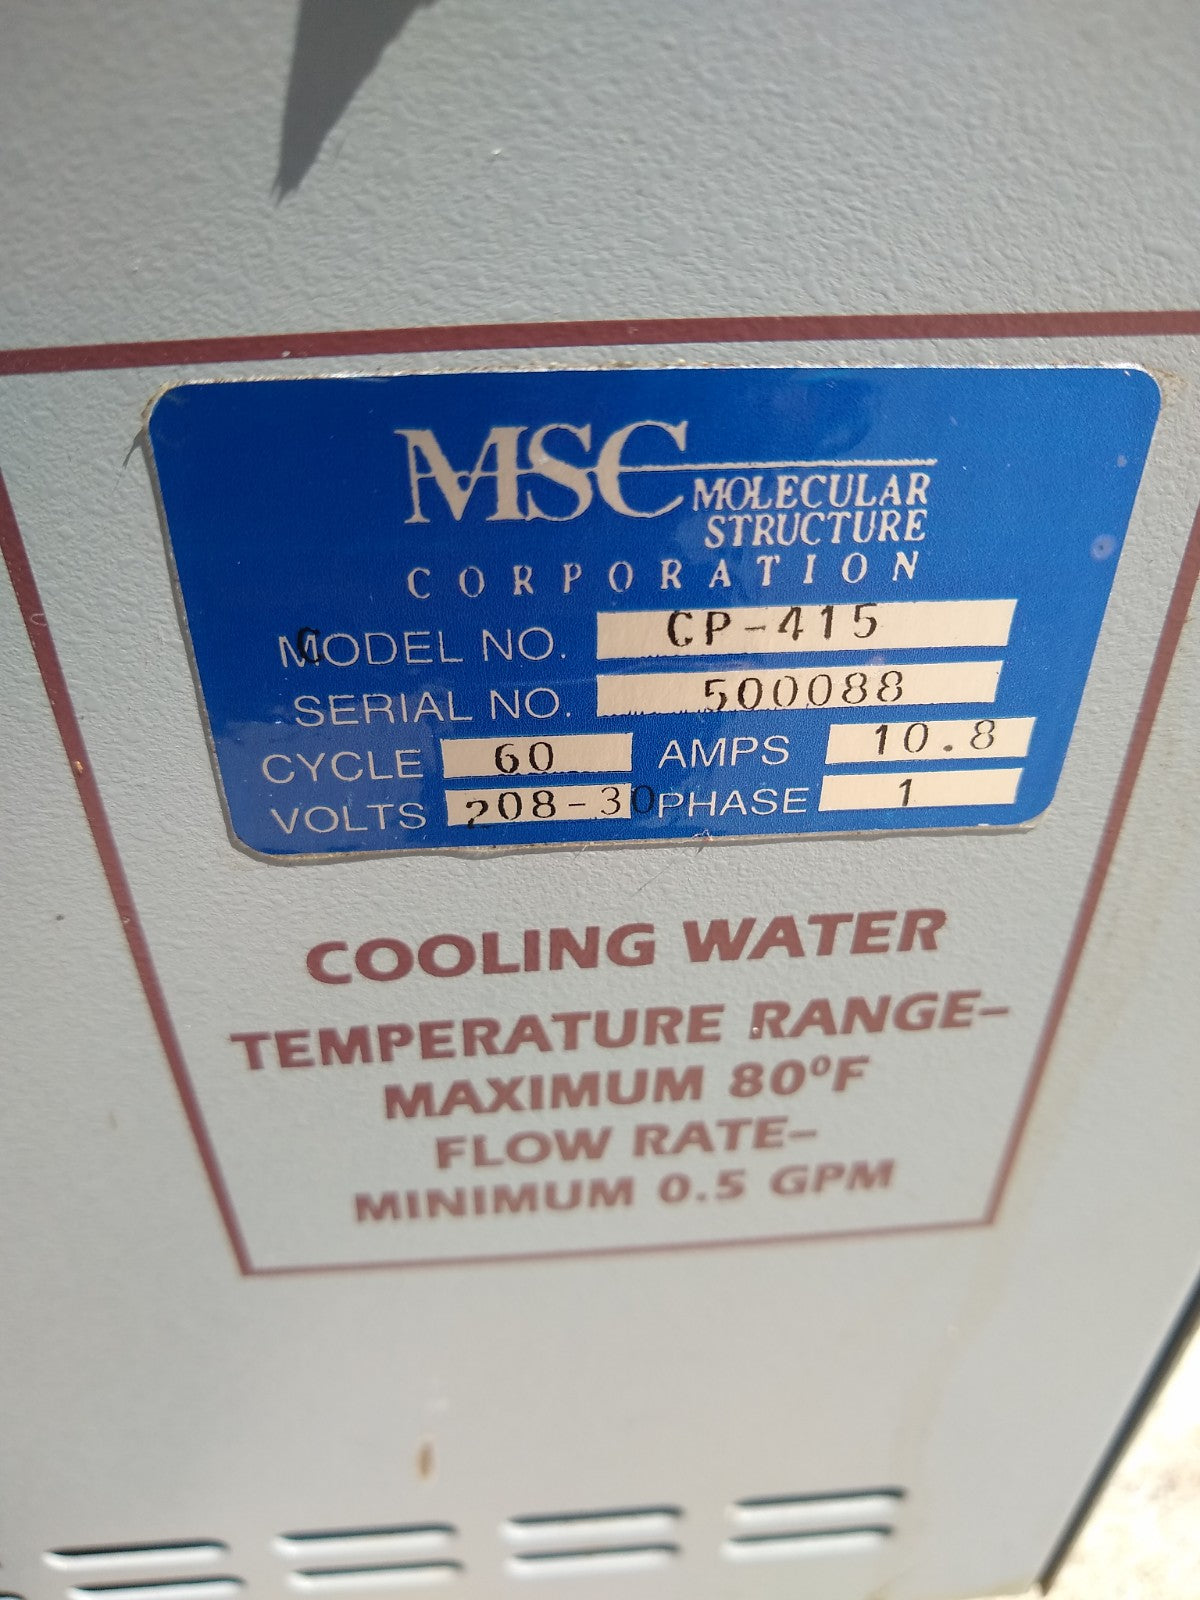 MSC MOLECULAR
STRUCTURE
CORPORATION
MODEL NO. CP-415
SERIAL NO. 500088
CYCLE 60 AMPS 10.8
VOLTS 208-30 PHASE 1
COOLING WATER
TEMPERATURE RANGE–
MAXIMUM 80ºF
FLOW RATE–
MINIMUM 0.5 GPM